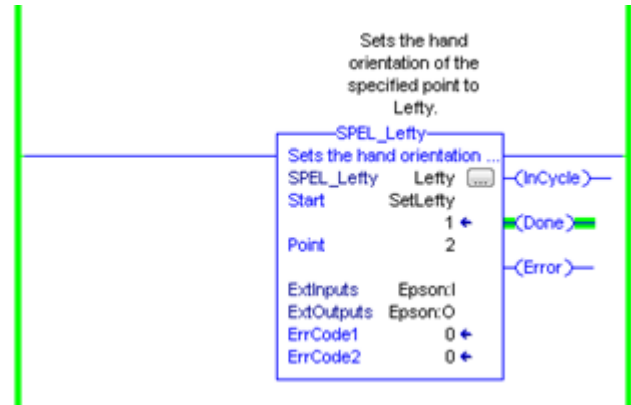 Sets the hand
orientation of the
specified point to
Lefty.
SPEL_Lefty
Sets the hand orientation ...
SPEL_Lefty Lefty ... InCycle
Start SetLefty
1 Done
Point 2
Error
ExtInputs Epson:I
ExtOutputs Epson:O
ErrCode1 0
ErrCode2 0